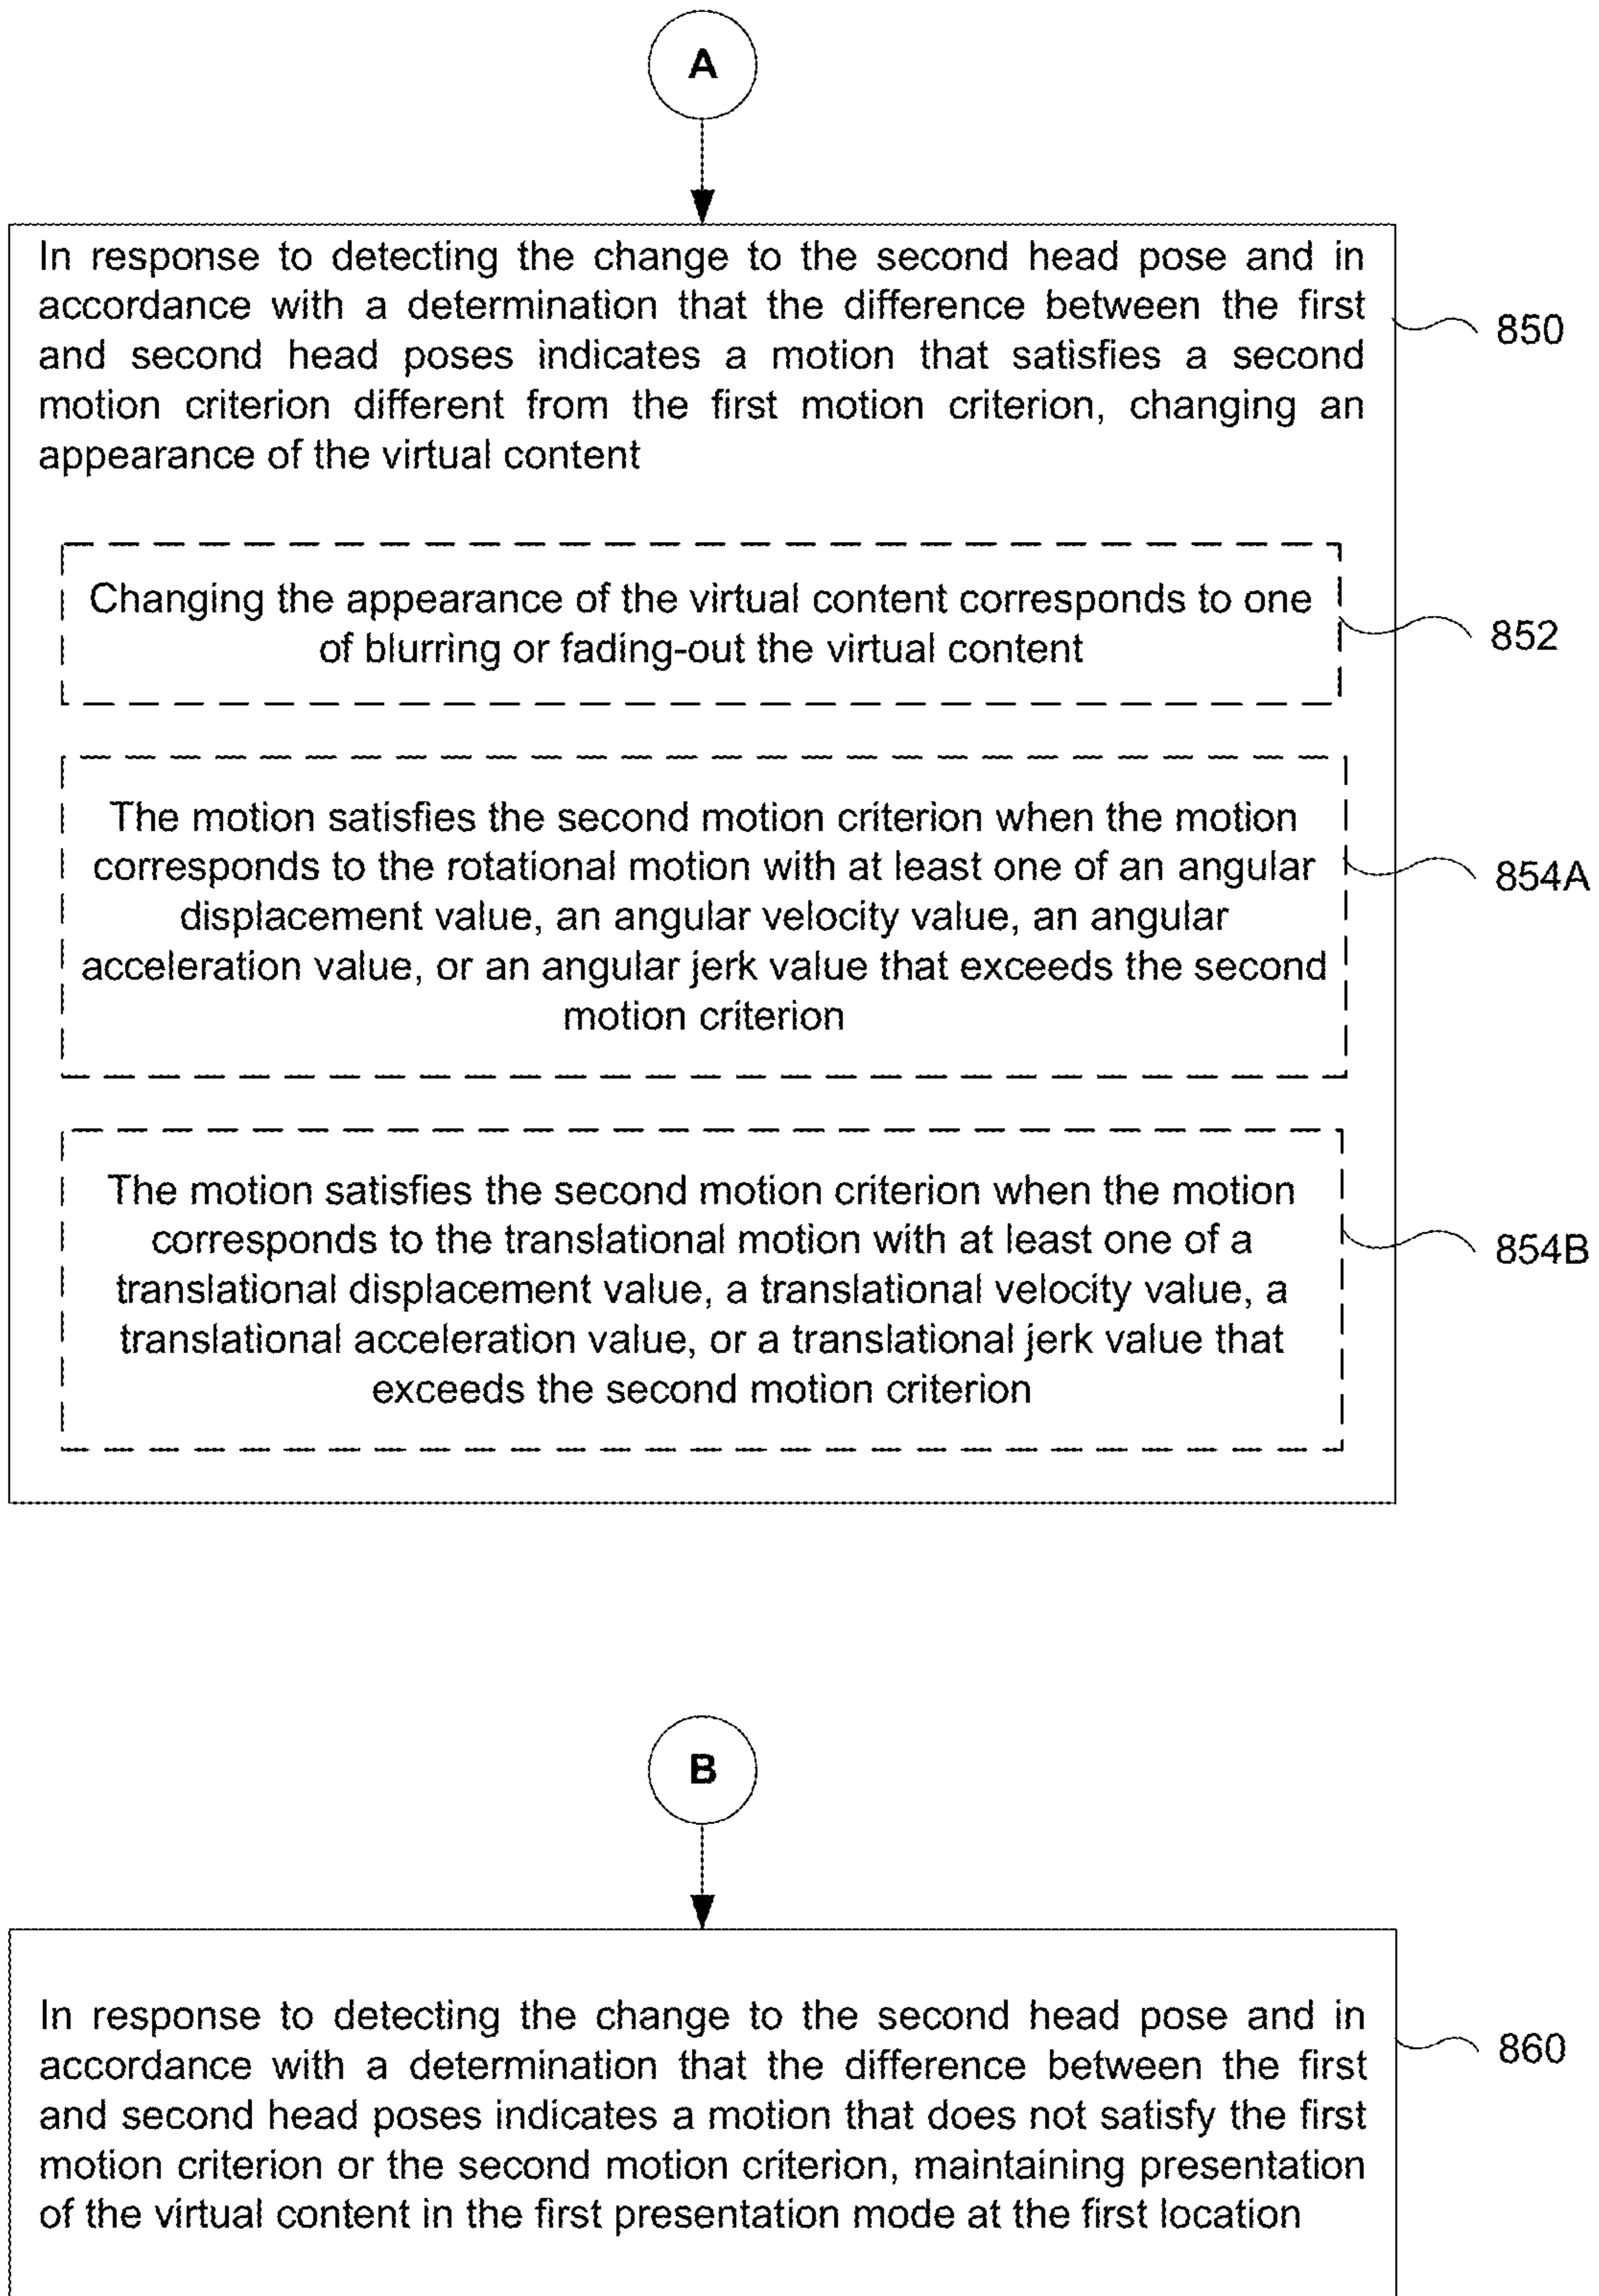 A
In response to detecting the change to the second head pose and in
accordance with a determination that the difference between the first
and second head poses indicates a motion that satisfies a second
motion criterion different from the first motion criterion, changing an
appearance of the virtual content
850
Changing the appearance of the virtual content corresponds to one
of blurring or fading-out the virtual content
852
The motion satisfies the second motion criterion when the motion
corresponds to the rotational motion with at least one of an angular
displacement value, an angular velocity value, an angular
acceleration value, or an angular jerk value that exceeds the second
motion criterion
854A
The motion satisfies the second motion criterion when the motion
corresponds to the translational motion with at least one of a
translational displacement value, a translational velocity value, a
translational acceleration value, or a translational jerk value that
exceeds the second motion criterion
854B
B
In response to detecting the change to the second head pose and in
accordance with a determination that the difference between the first
and second head poses indicates a motion that does not satisfy the first
motion criterion or the second motion criterion, maintaining presentation
of the virtual content in the first presentation mode at the first location
860